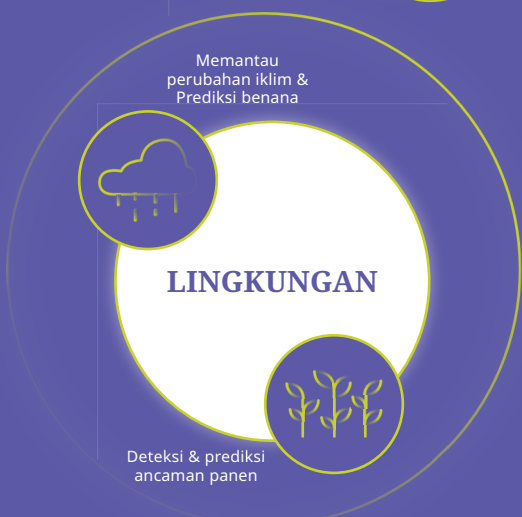 Memantau
perubahan iklim &
Prediksi benana
LINGKUNGAN
Deteksi & prediksi
ancaman panen